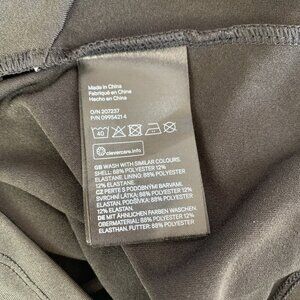 Made in China
Fabriqué en China
Hecho en China
O/N 207237
P/N 0995421 4
40
clevercare.info
GB WASH WITH SIMILAR COLOURS.
SHELL: 88% POLYESTER 12%
ELASTANE. LINING: 88% POLYESTER
12% ELASTANE.
CZ PERTE S PODOBNÝMI BARVAMI.
SVRCHNÍ LÁTKA: 88% POLYESTER 12%
ELASTAN. PODŠÍVKA: 88% POLYESTER
12% ELASTAN.
DE MIT ÄHNLICHEN FARBEN WASCHEN.
OBERMATERIAL: 88% POLYESTER 12%
ELASTHAN, FUTTER: 88% POLYESTER